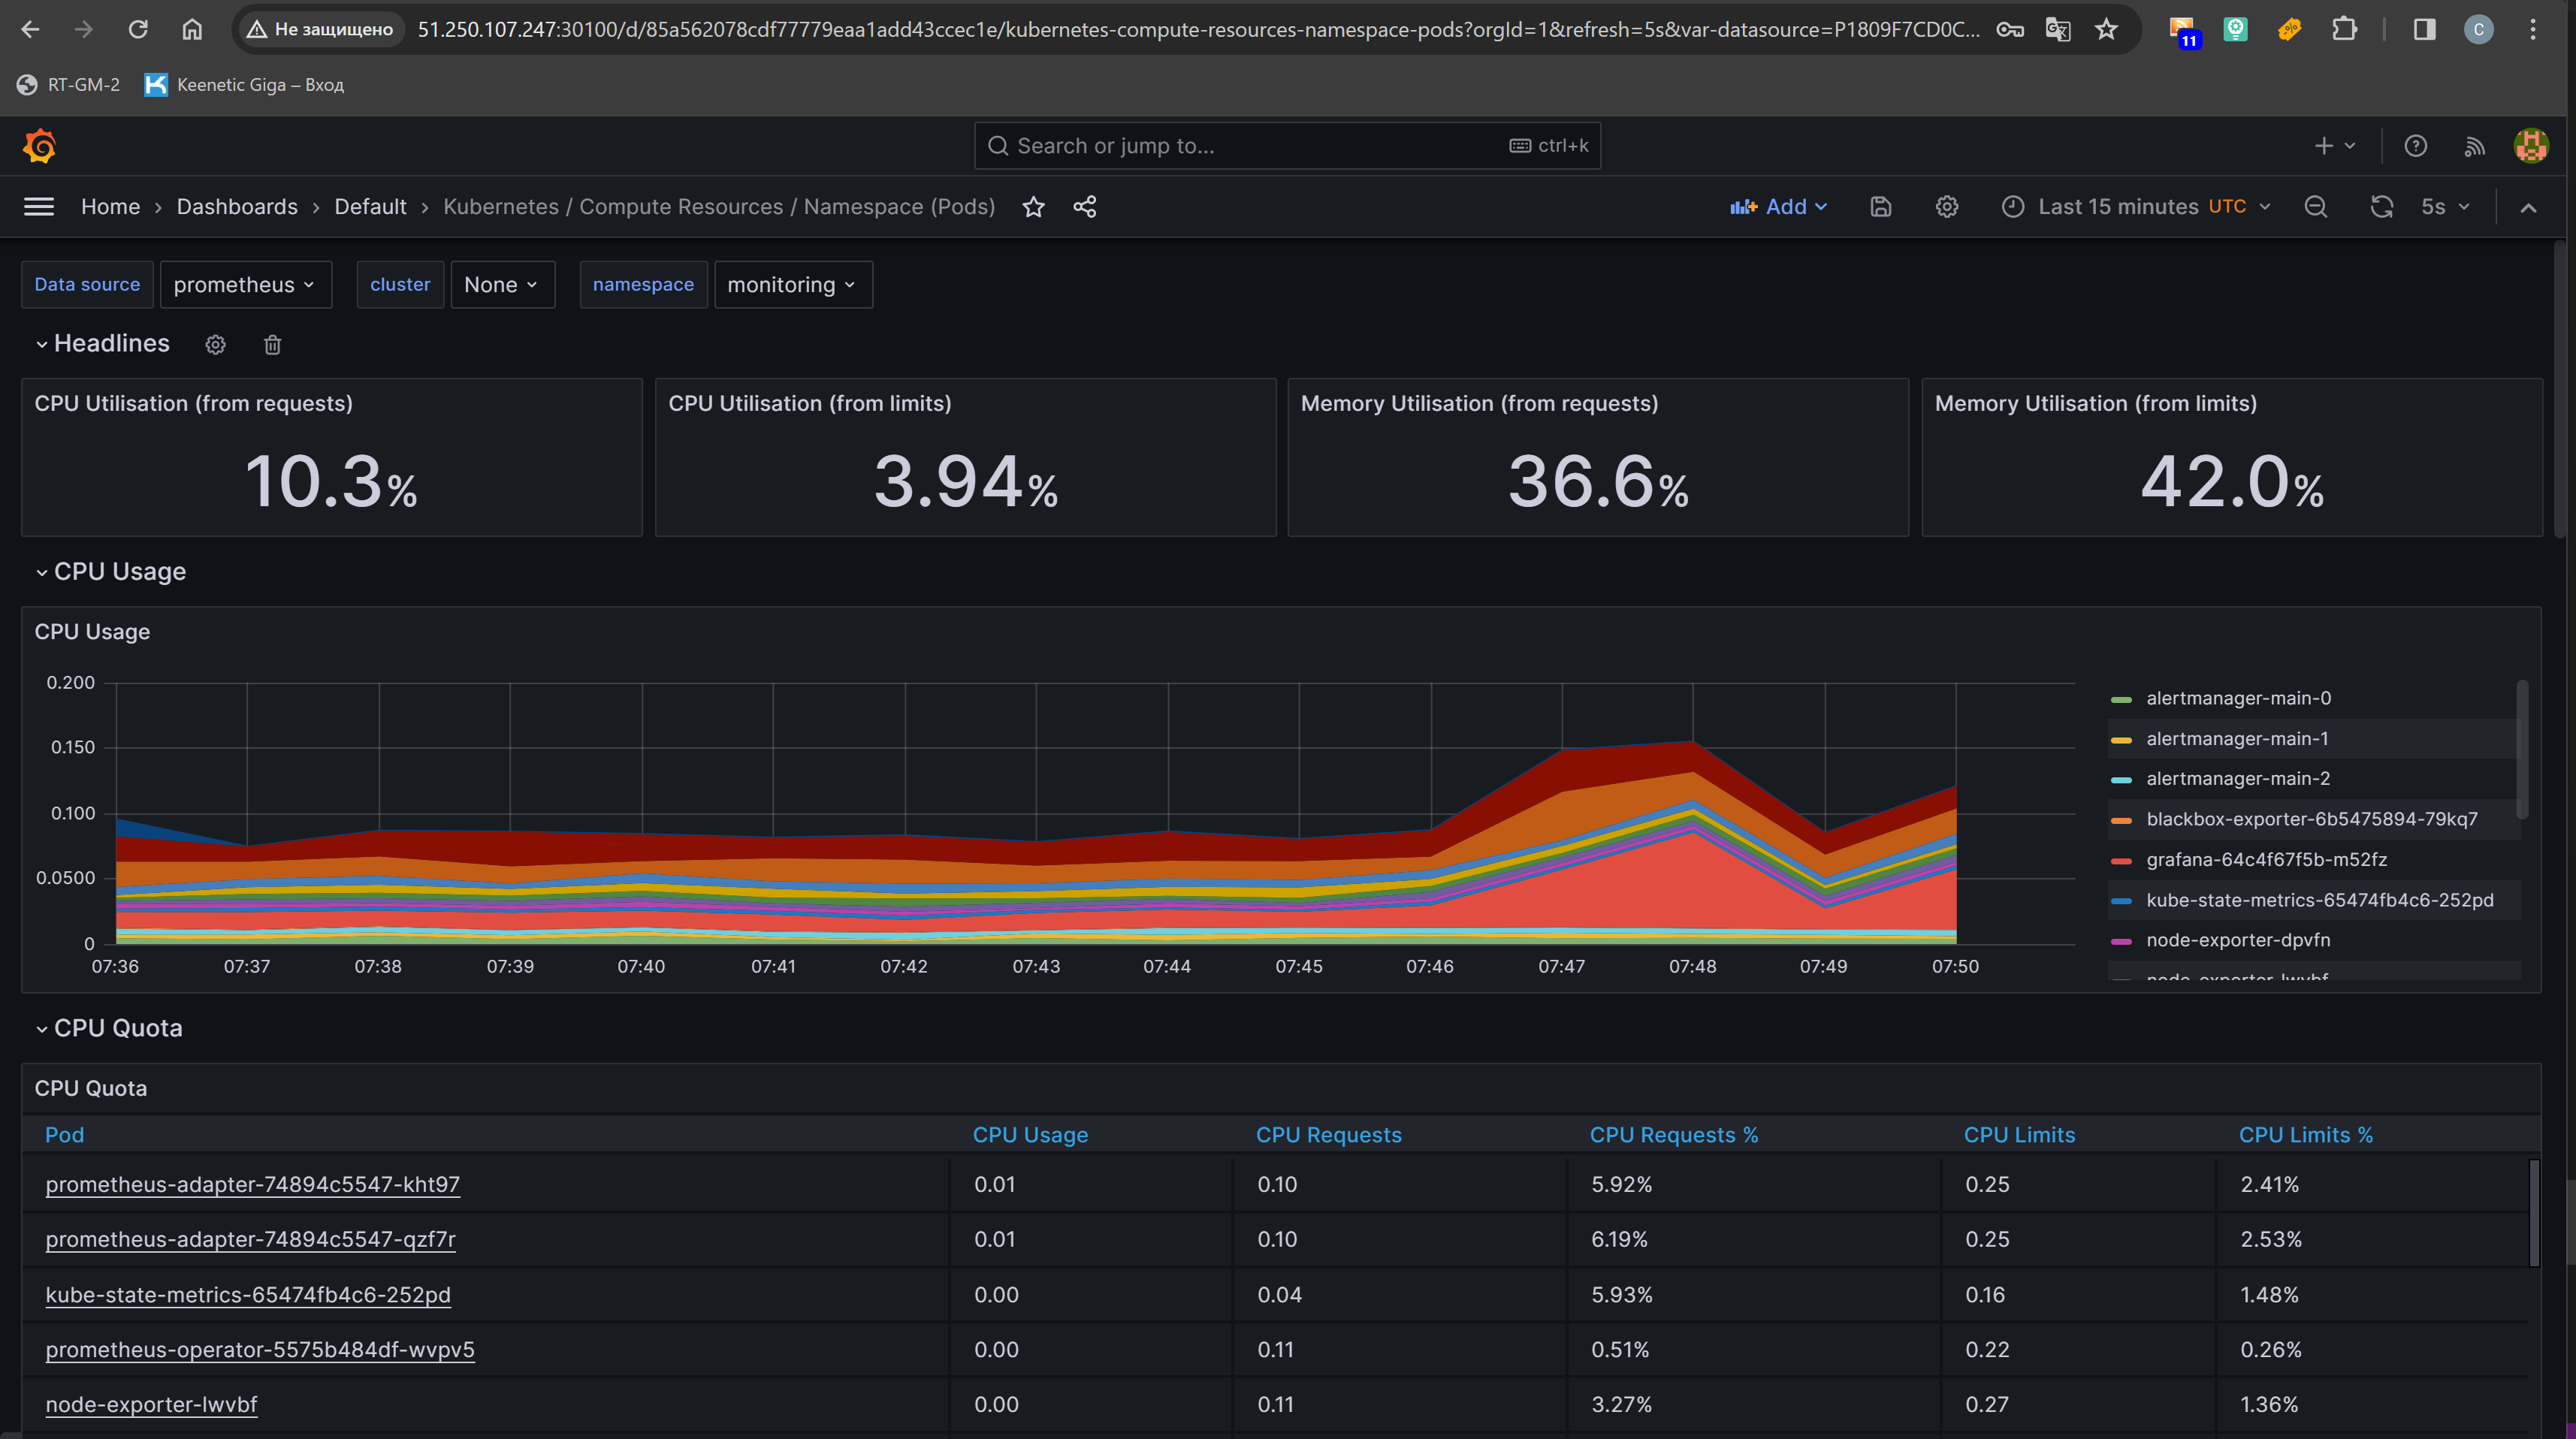 Не защищено 51.250.107.247:30100/d/85a562078cdf77779eaa1add43ccec1e/kubernetes-compute-resources-namespace-pods?orgId=1&refresh=5s&var-datasource=P1809F7CD0C... 11 C
RT-GM-2 Keenetic Giga – Вход
Search or jump to... ctrl+k
Home Dashboards Default Kubernetes / Compute Resources / Namespace (Pods) Add Last 15 minutes UTC 5s
Data source prometheus cluster None namespace monitoring
Headlines
CPU Utilisation (from requests) CPU Utilisation (from limits) Memory Utilisation (from requests) Memory Utilisation (from limits)
10.3% 3.94% 36.6% 42.0%
CPU Usage
CPU Usage
0.200
0.150
0.100
0.0500
0
07:36 07:37 07:38 07:39 07:40 07:41 07:42 07:43 07:44 07:45 07:46 07:47 07:48 07:49 07:50
alertmanager-main-0
alertmanager-main-1
alertmanager-main-2
blackbox-exporter-6b5475894-79kq7
grafana-64c4f67f5b-m52fz
kube-state-metrics-65474fb4c6-252pd
node-exporter-dpvfn
node-exporter-lwvbf
CPU Quota
CPU Quota
Pod CPU Usage CPU Requests CPU Requests % CPU Limits CPU Limits %
prometheus-adapter-74894c5547-kht97 0.01 0.10 5.92% 0.25 2.41%
prometheus-adapter-74894c5547-qzf7r 0.01 0.10 6.19% 0.25 2.53%
kube-state-metrics-65474fb4c6-252pd 0.00 0.04 5.93% 0.16 1.48%
prometheus-operator-5575b484df-wvpv5 0.00 0.11 0.51% 0.22 0.26%
node-exporter-lwvbf 0.00 0.11 3.27% 0.27 1.36%